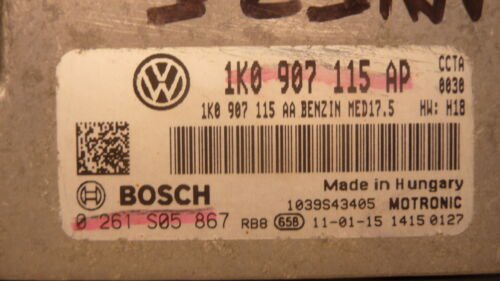 1K0 907 115 AP
CCTA
0030
1K0 907 115 AA BENZIN MED17.5
HW: H18
BOSCH
Made in Hungary
1039S43405 MOTRONIC
0 261 S05 867
RB8 658 11-01-15 1415 0127